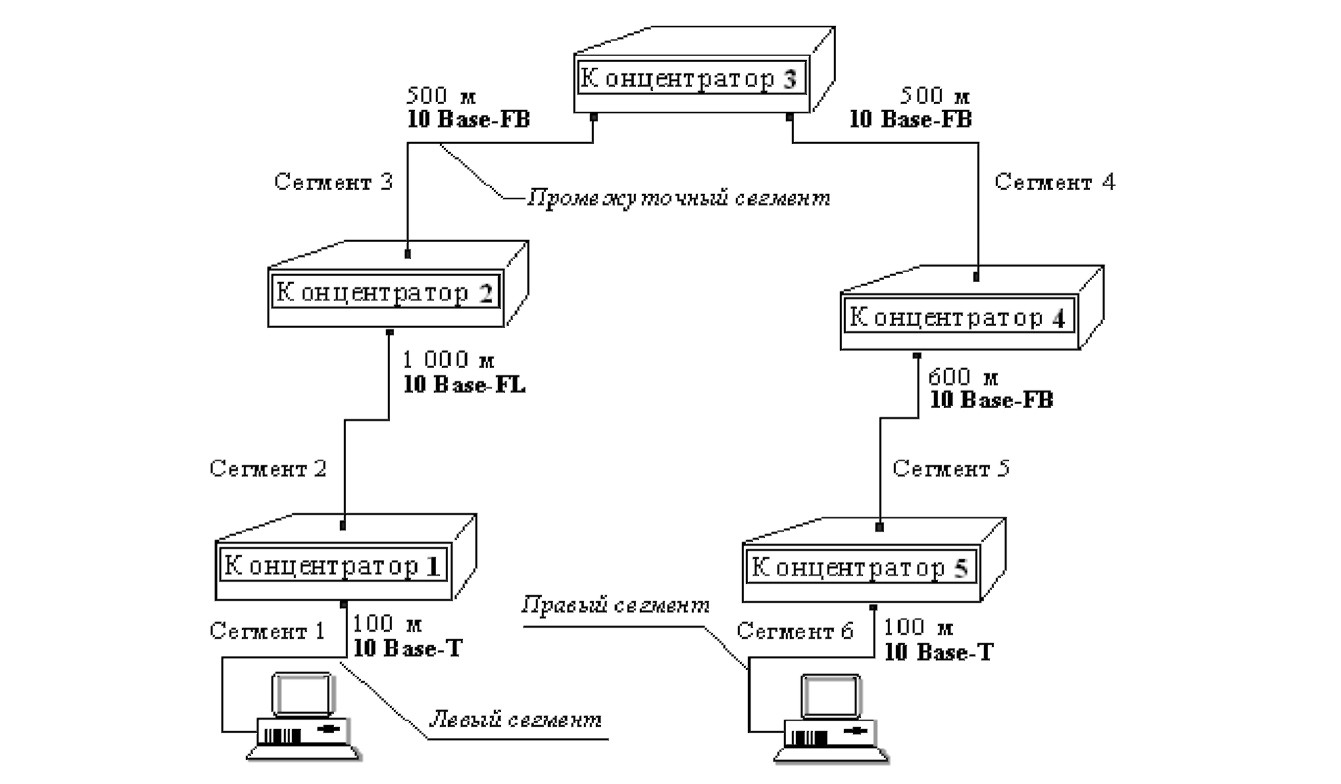 Концентратор 3
500 м
10 Base-FB
500 м
10 Base-FB
Сегмент 3
Промежуточный сегмент
Сегмент 4
Концентратор 2
Концентратор 4
1 000 м
10 Base-FL
600 м
10 Base-FB
Сегмент 2
Сегмент 5
Концентратор 1
Концентратор 5
Правый сегмент
Сегмент 1
100 м
10 Base-T
Сегмент 6
100 м
10 Base-T
Левый сегмент